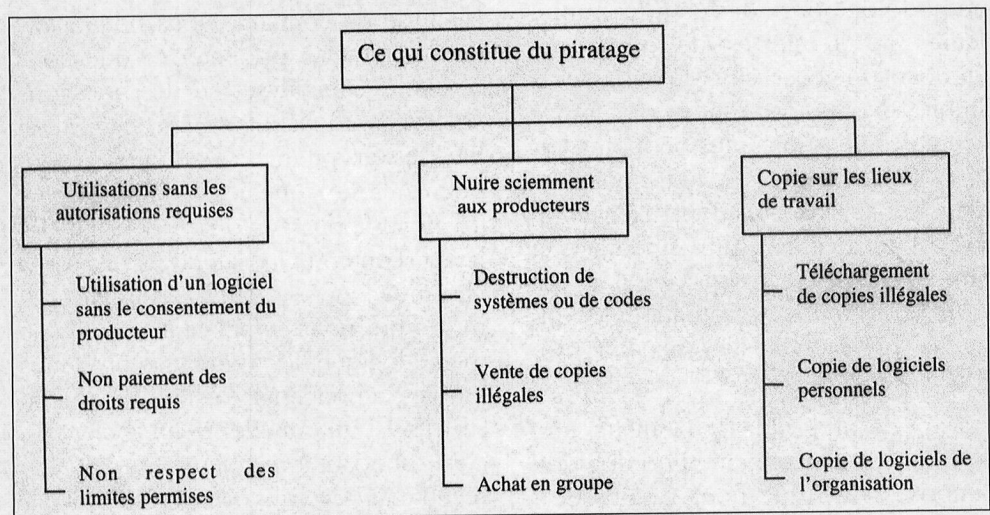 Ce qui constitue du piratage
Utilisations sans les
autorisations requises
Utilisation d'un logiciel
sans le consentement du
producteur
Non paiement des
droits requis
Non respect des
limites permises
Nuire sciemment
aux producteurs
Destruction de
systèmes ou de codes
Vente de copies
illégales
Achat en groupe
Copie sur les lieux
de travail
Téléchargement
de copies illégales
Copie de logiciels
personnels
Copie de logiciels de
l'organisation